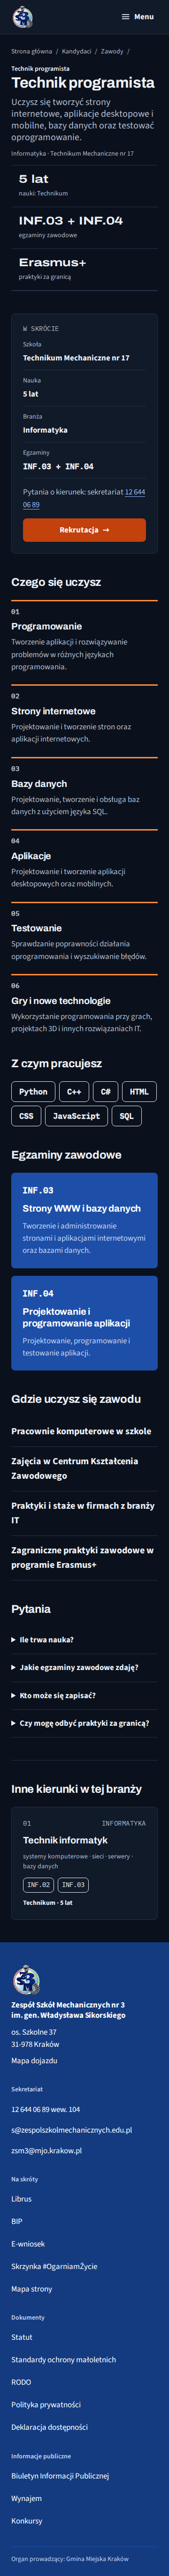 Menu
Strona główna / Kandydaci / Zawody /
Technik programista
Technik programista
Uczysz się tworzyć strony
internetowe, aplikacje desktopowe i
mobilne, bazy danych oraz testować
oprogramowanie.
Informatyka · Technikum Mechaniczne nr 17
5 lat
nauki: Technikum
INF.03 + INF.04
egzaminy zawodowe
Erasmus+
praktyki za granicą
W SKRÓCIE
Szkoła
Technikum Mechaniczne nr 17
Nauka
5 lat
Branża
Informatyka
Egzaminy
INF.03 + INF.04
Pytania o kierunek: sekretariat 12 644
06 89
Rekrutacja →
Czego się uczysz
01
Programowanie
Tworzenie aplikacji i rozwiązywanie
problemów w różnych językach
programowania.
02
Strony internetowe
Projektowanie i tworzenie stron oraz
aplikacji internetowych.
03
Bazy danych
Projektowanie, tworzenie i obsługa baz
danych z użyciem języka SQL.
04
Aplikacje
Projektowanie i tworzenie aplikacji
desktopowych oraz mobilnych.
05
Testowanie
Sprawdzanie poprawności działania
oprogramowania i wyszukiwanie błędów.
06
Gry i nowe technologie
Wykorzystanie programowania przy grach,
projektach 3D i innych rozwiązaniach IT.
Z czym pracujesz
Python C++ C# HTML
CSS JavaScript SQL
Egzaminy zawodowe
INF.03
Strony WWW i bazy danych
Tworzenie i administrowanie
stronami i aplikacjami internetowymi
oraz bazami danych.
INF.04
Projektowanie i
programowanie aplikacji
Projektowanie, programowanie i
testowanie aplikacji.
Gdzie uczysz się zawodu
Pracownie komputerowe w szkole
Zajęcia w Centrum Kształcenia
Zawodowego
Praktyki i staże w firmach z branży
IT
Zagraniczne praktyki zawodowe w
programie Erasmus+
Pytania
Ile trwa nauka?
Jakie egzaminy zawodowe zdaję?
Kto może się zapisać?
Czy mogę odbyć praktyki za granicą?
Inne kierunki w tej branży
01 INFORMATYKA
Technik informatyk
systemy komputerowe · sieci · serwery ·
bazy danych
INF.02 INF.03
Technikum · 5 lat
Zespół Szkół Mechanicznych nr 3
im. gen. Władysława Sikorskiego
os. Szkolne 37
31-978 Kraków
Mapa dojazdu
Sekretariat
12 644 06 89 wew. 104
s@zespolszkolmechanicznych.edu.pl
zsm3@mjo.krakow.pl
Na skróty
Librus
BIP
E-wniosek
Skrzynka #OgarniamŻycie
Mapa strony
Dokumenty
Statut
Standardy ochrony małoletnich
RODO
Polityka prywatności
Deklaracja dostępności
Informacje publiczne
Biuletyn Informacji Publicznej
Wynajem
Konkursy
Organ prowadzący: Gmina Miejska Kraków